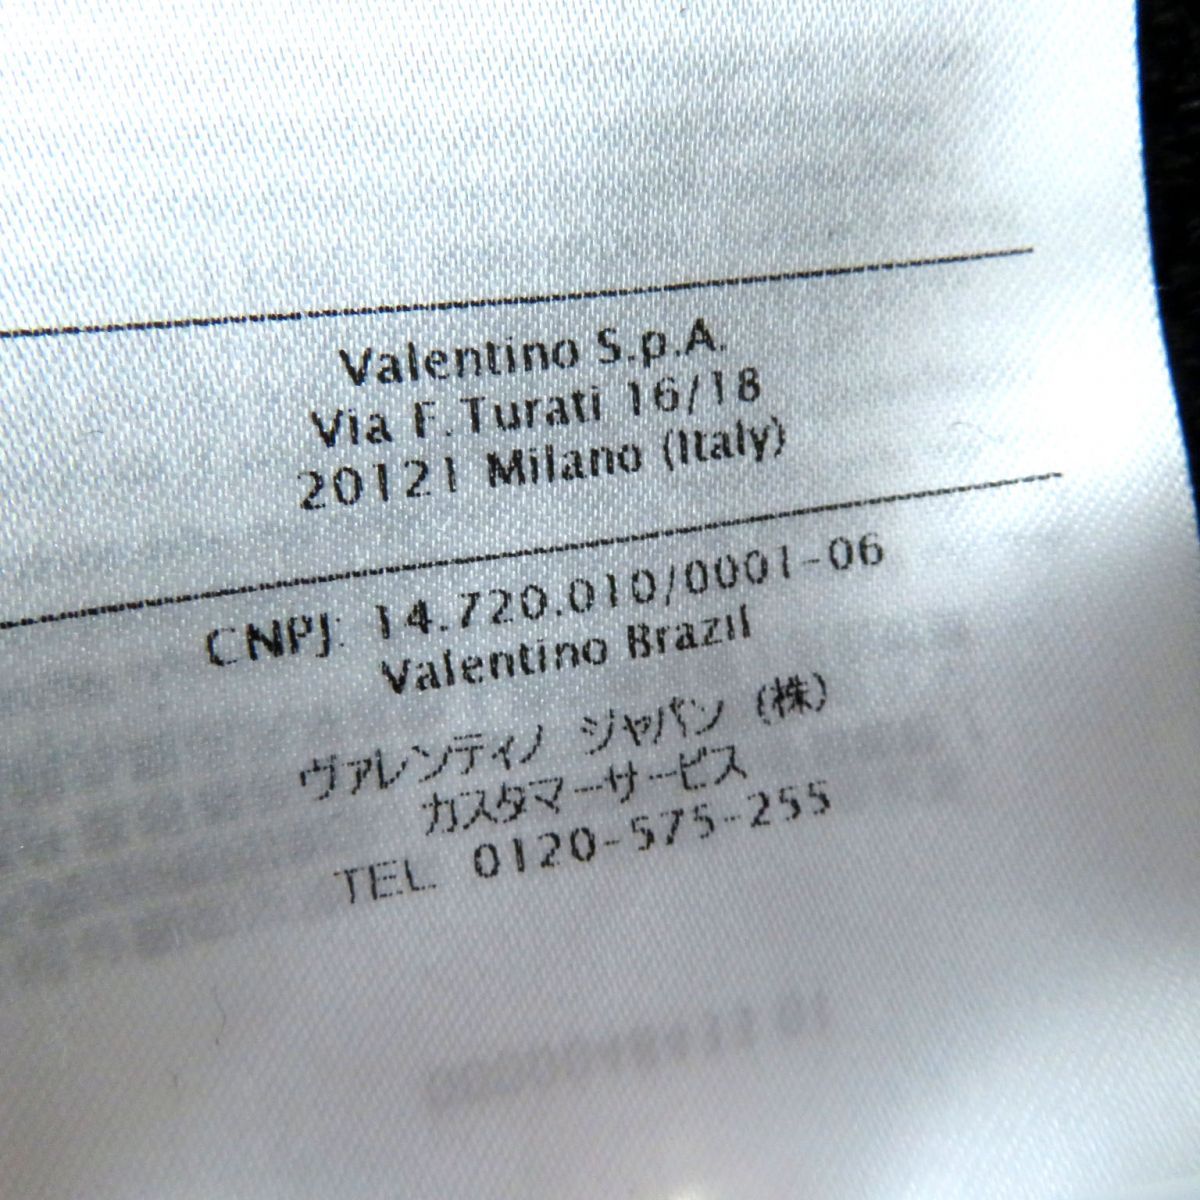 Valentino S.p.A.
Via F. Turati 16/18
20121 Milano (Italy)
CNPJ: 14.720.010/0001-06
Valentino Brazil
ヴァレンティノ ジャパン (株)
カスタマーサービス
TEL. 0120-575-255